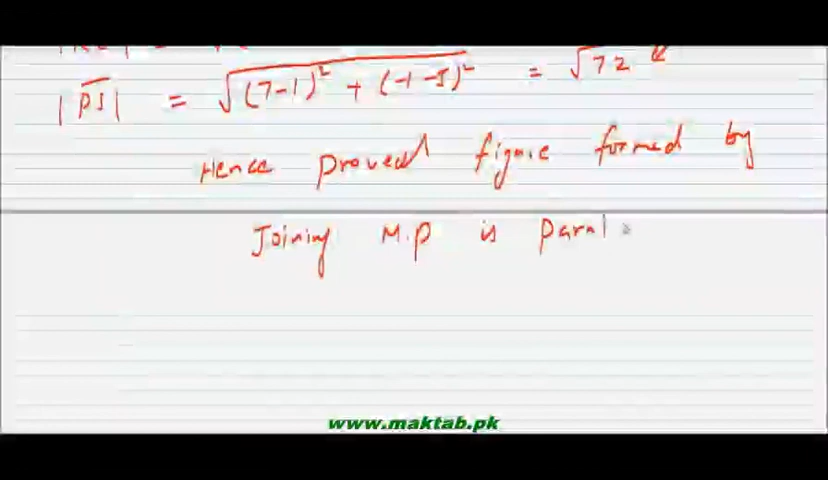 |PS| = √(7-1)² + (-1-5)² = √72
Hence proved figure formed by
Joining M.P is paral
www.maktab.pk